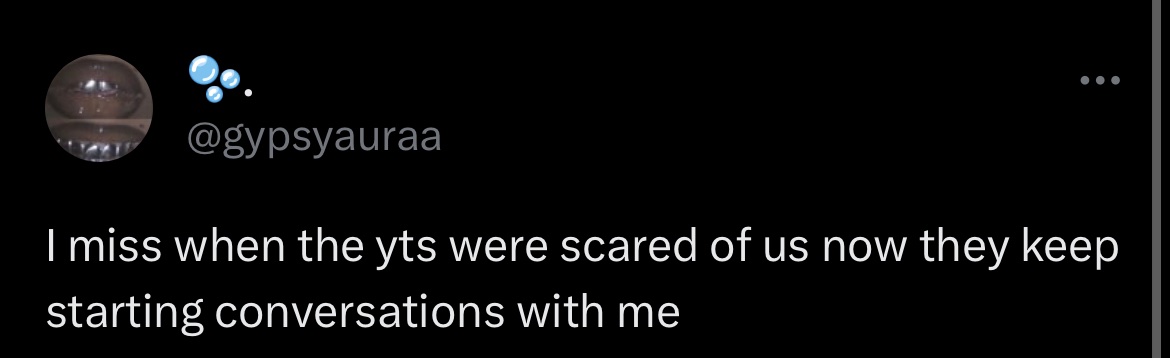 🫧.
@gypsyauraa
I miss when the yts were scared of us now they keep
starting conversations with me